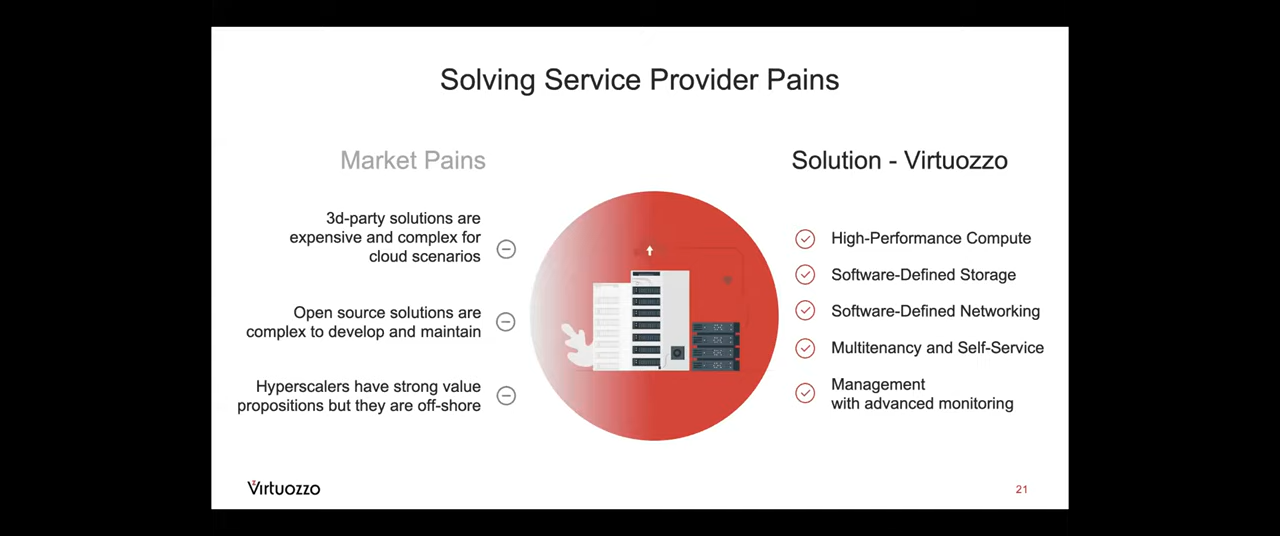 Solving Service Provider Pains
Market Pains
3d-party solutions are
expensive and complex for
cloud scenarios
Open source solutions are
complex to develop and maintain
Hyperscalers have strong value
propositions but they are off-shore
Solution - Virtuozzo
High-Performance Compute
Software-Defined Storage
Software-Defined Networking
Multitenancy and Self-Service
Management
with advanced monitoring
Virtuozzo
21